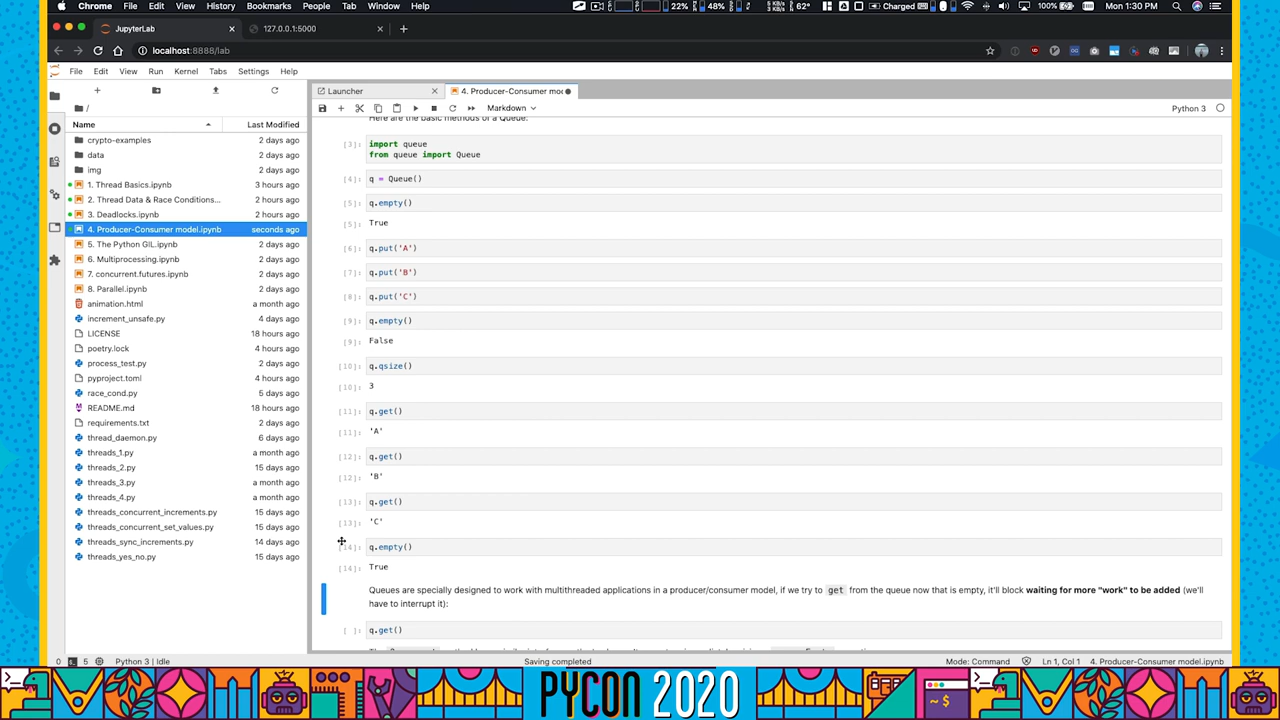 Chrome File Edit View History Bookmarks People Tab Window Help
22% 48% 62° Charged 100% Mon 1:30 PM
JupyterLab 127.0.0.1:5000
localhost:8888/lab
File Edit View Run Kernel Tabs Settings Help
Launcher 4. Producer-Consumer mod
Markdown Python 3
/
Name Last Modified
crypto-examples 2 days ago
data 2 days ago
img 2 days ago
1. Thread Basics.ipynb 3 hours ago
2. Thread Data & Race Conditions... 2 hours ago
3. Deadlocks.ipynb 2 hours ago
4. Producer-Consumer model.ipynb seconds ago
5. The Python GIL.ipynb 2 days ago
6. Multiprocessing.ipynb 2 days ago
7. concurrent.futures.ipynb 2 days ago
8. Parallel.ipynb 2 days ago
animation.html a month ago
increment_unsafe.py 4 days ago
LICENSE 18 hours ago
poetry.lock 4 hours ago
process_test.py 2 days ago
pyproject.toml 4 hours ago
race_cond.py 5 days ago
README.md 18 hours ago
requirements.txt 2 days ago
thread_daemon.py 6 days ago
threads_1.py a month ago
threads_2.py 15 days ago
threads_3.py a month ago
threads_4.py a month ago
threads_concurrent_increments.py 15 days ago
threads_concurrent_set_values.py 15 days ago
threads_sync_increments.py 14 days ago
threads_yes_no.py 15 days ago
Here are the basic methods of a Queue:
[3]: import queue
from queue import Queue
[4]: q = Queue()
[5]: q.empty()
[5]: True
[6]: q.put('A')
[7]: q.put('B')
[8]: q.put('C')
[9]: q.empty()
[9]: False
[10]: q.qsize()
[10]: 3
[11]: q.get()
[11]: 'A'
[12]: q.get()
[12]: 'B'
[13]: q.get()
[13]: 'C'
[14]: q.empty()
[14]: True
Queues are specially designed to work with multithreaded applications in a producer/consumer model, if we try to get from the queue now that is empty, it'll block waiting for more "work" to be added (we'll
have to interrupt it):
[ ]: q.get()
0 5 Python 3 | Idle Saving completed Mode: Command Ln 1, Col 1 4. Producer-Consumer model.ipynb
PYCON 2020
~ $